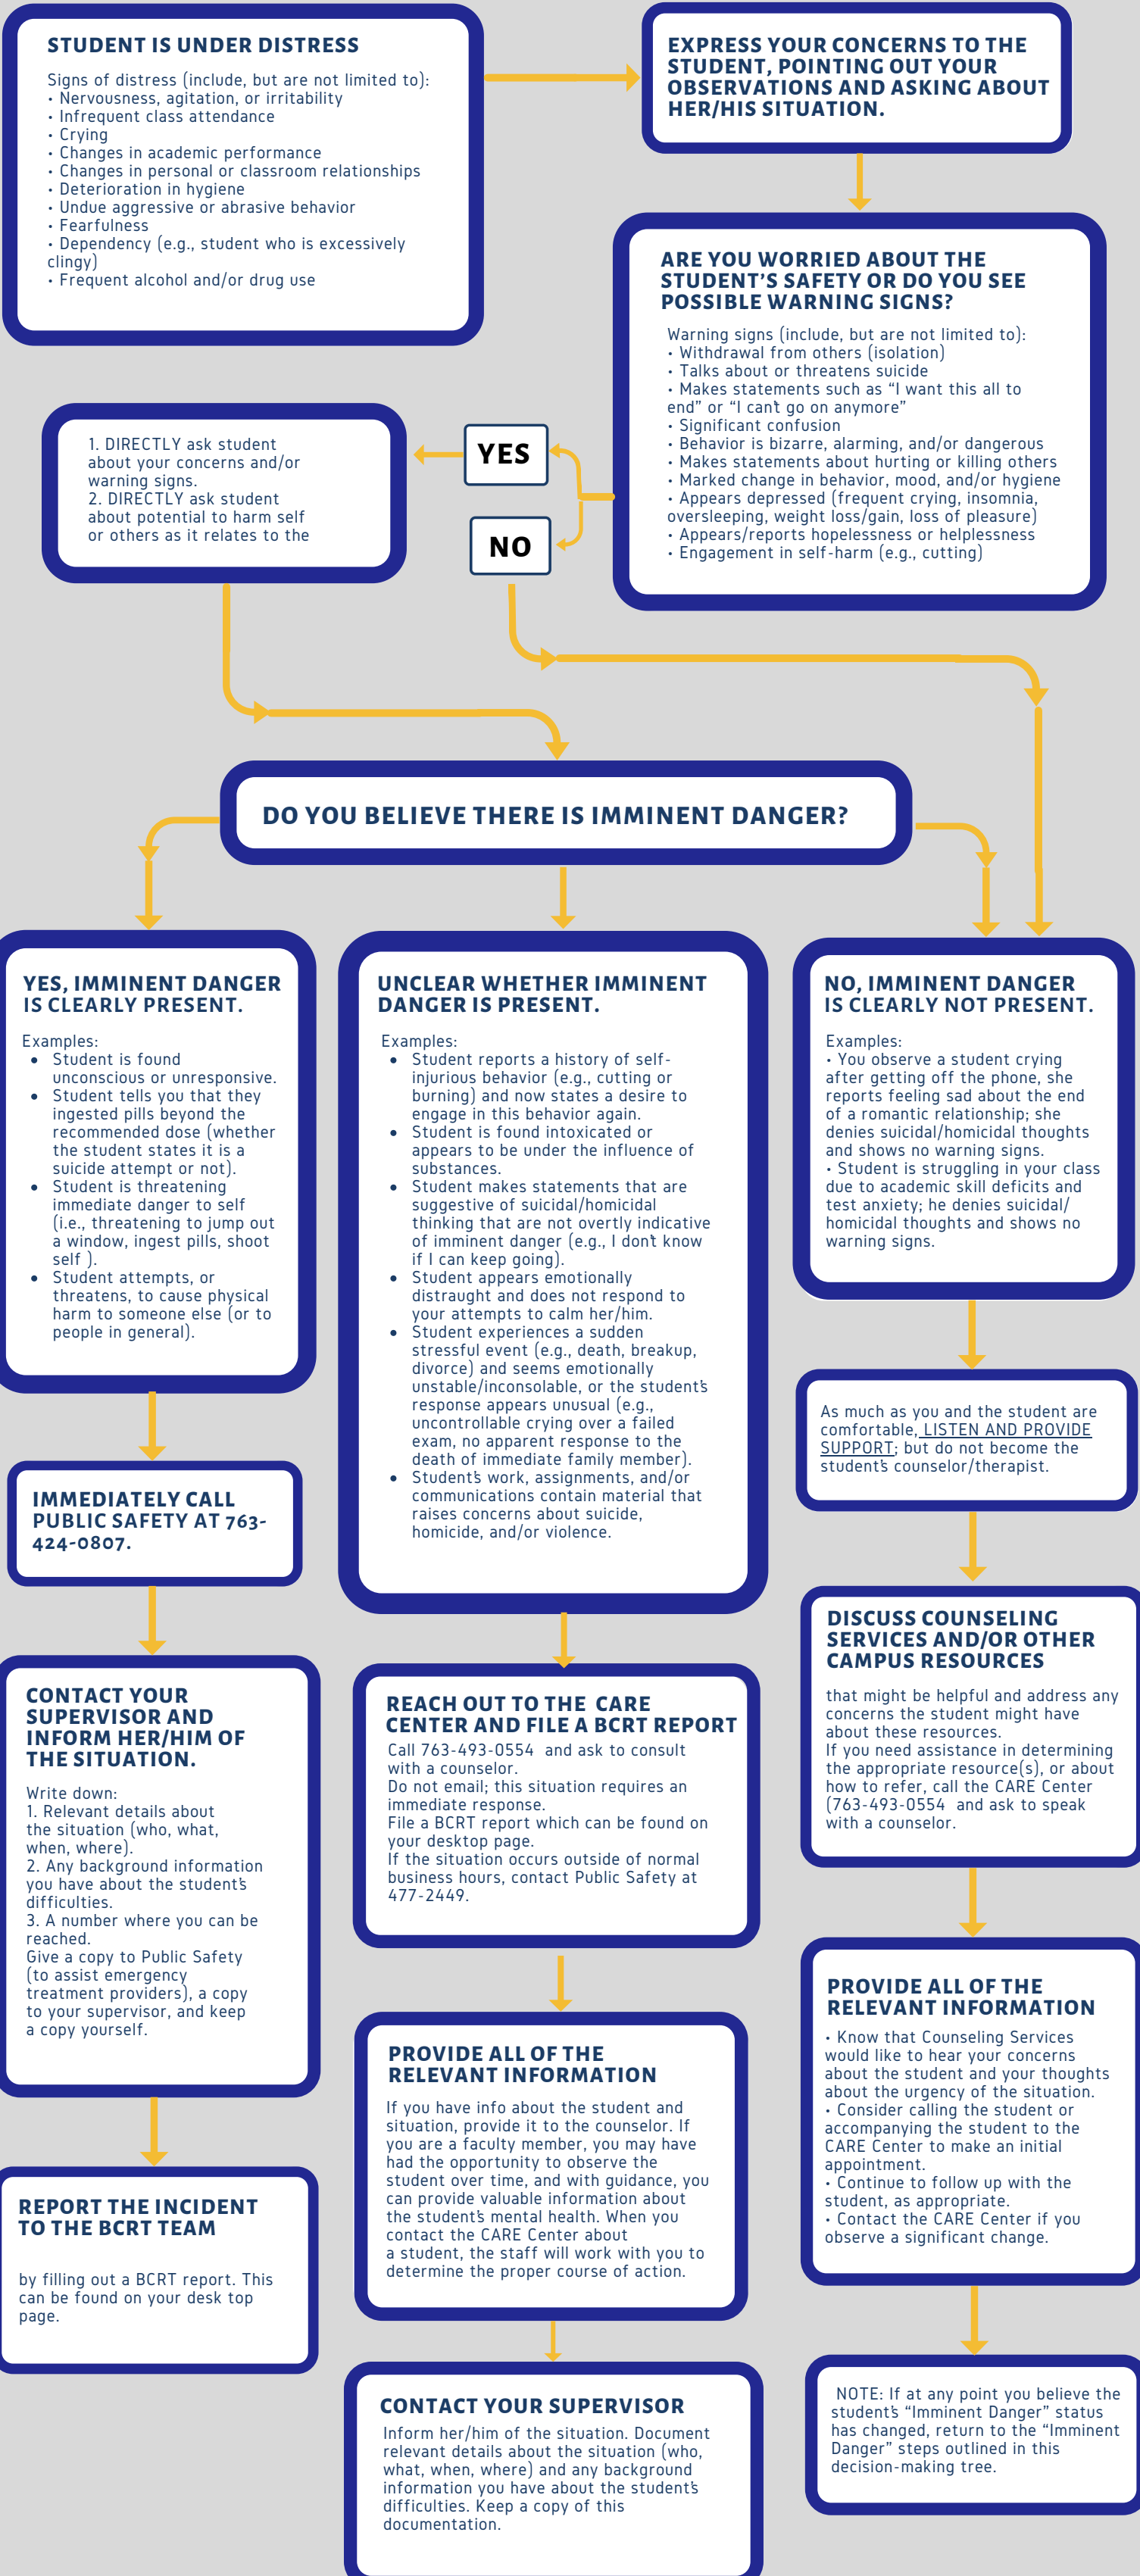 STUDENT IS UNDER DISTRESS
Signs of distress (include, but are not limited to):
• Nervousness, agitation, or irritability
• Infrequent class attendance
• Crying
• Changes in academic performance
• Changes in personal or classroom relationships
• Deterioration in hygiene
• Undue aggressive or abrasive behavior
• Fearfulness
• Dependency (e.g., student who is excessively
clingy)
• Frequent alcohol and/or drug use
EXPRESS YOUR CONCERNS TO THE
STUDENT, POINTING OUT YOUR
OBSERVATIONS AND ASKING ABOUT
HER/HIS SITUATION.
ARE YOU WORRIED ABOUT THE
STUDENT'S SAFETY OR DO YOU SEE
POSSIBLE WARNING SIGNS?
Warning signs (include, but are not limited to):
• Withdrawal from others (isolation)
• Talks about or threatens suicide
• Makes statements such as “I want this all to
end” or “I can't go on anymore”
• Significant confusion
• Behavior is bizarre, alarming, and/or dangerous
• Makes statements about hurting or killing others
• Marked change in behavior, mood, and/or hygiene
• Appears depressed (frequent crying, insomnia,
oversleeping, weight loss/gain, loss of pleasure)
• Appears/reports hopelessness or helplessness
• Engagement in self-harm (e.g., cutting)
YES
NO
1. DIRECTLY ask student
about your concerns and/or
warning signs.
2. DIRECTLY ask student
about potential to harm self
or others as it relates to the
DO YOU BELIEVE THERE IS IMMINENT DANGER?
YES, IMMINENT DANGER
IS CLEARLY PRESENT.
Examples:
• Student is found
unconscious or unresponsive.
• Student tells you that they
ingested pills beyond the
recommended dose (whether
the student states it is a
suicide attempt or not).
• Student is threatening
immediate danger to self
(i.e., threatening to jump out
a window, ingest pills, shoot
self ).
• Student attempts, or
threatens, to cause physical
harm to someone else (or to
people in general).
IMMEDIATELY CALL
PUBLIC SAFETY AT 763-
424-0807.
CONTACT YOUR
SUPERVISOR AND
INFORM HER/HIM OF
THE SITUATION.
Write down:
1. Relevant details about
the situation (who, what,
when, where).
2. Any background information
you have about the student's
difficulties.
3. A number where you can be
reached.
Give a copy to Public Safety
(to assist emergency
treatment providers), a copy
to your supervisor, and keep
a copy yourself.
REPORT THE INCIDENT
TO THE BCRT TEAM
by filling out a BCRT report. This
can be found on your desk top
page.
UNCLEAR WHETHER IMMINENT
DANGER IS PRESENT.
Examples:
• Student reports a history of self-
injurious behavior (e.g., cutting or
burning) and now states a desire to
engage in this behavior again.
• Student is found intoxicated or
appears to be under the influence of
substances.
• Student makes statements that are
suggestive of suicidal/homicidal
thinking that are not overtly indicative
of imminent danger (e.g., I don't know
if I can keep going).
• Student appears emotionally
distraught and does not respond to
your attempts to calm her/him.
• Student experiences a sudden
stressful event (e.g., death, breakup,
divorce) and seems emotionally
unstable/inconsolable, or the student's
response appears unusual (e.g.,
uncontrollable crying over a failed
exam, no apparent response to the
death of immediate family member).
• Student's work, assignments, and/or
communications contain material that
raises concerns about suicide,
homicide, and/or violence.
REACH OUT TO THE CARE
CENTER AND FILE A BCRT REPORT
Call 763-493-0554 and ask to consult
with a counselor.
Do not email; this situation requires an
immediate response.
File a BCRT report which can be found on
your desktop page.
If the situation occurs outside of normal
business hours, contact Public Safety at
477-2449.
PROVIDE ALL OF THE
RELEVANT INFORMATION
If you have info about the student and
situation, provide it to the counselor. If
you are a faculty member, you may have
had the opportunity to observe the
student over time, and with guidance, you
can provide valuable information about
the student's mental health. When you
contact the CARE Center about
a student, the staff will work with you to
determine the proper course of action.
CONTACT YOUR SUPERVISOR
Inform her/him of the situation. Document
relevant details about the situation (who,
what, when, where) and any background
information you have about the student's
difficulties. Keep a copy of this
documentation.
NO, IMMINENT DANGER
IS CLEARLY NOT PRESENT.
Examples:
• You observe a student crying
after getting off the phone, she
reports feeling sad about the end
of a romantic relationship; she
denies suicidal/homicidal thoughts
and shows no warning signs.
• Student is struggling in your class
due to academic skill deficits and
test anxiety; he denies suicidal/
homicidal thoughts and shows no
warning signs.
As much as you and the student are
comfortable, LISTEN AND PROVIDE
SUPPORT; but do not become the
student's counselor/therapist.
DISCUSS COUNSELING
SERVICES AND/OR OTHER
CAMPUS RESOURCES
that might be helpful and address any
concerns the student might have
about these resources.
If you need assistance in determining
the appropriate resource(s), or about
how to refer, call the CARE Center
(763-493-0554 and ask to speak
with a counselor.
PROVIDE ALL OF THE
RELEVANT INFORMATION
• Know that Counseling Services
would like to hear your concerns
about the student and your thoughts
about the urgency of the situation.
• Consider calling the student or
accompanying the student to the
CARE Center to make an initial
appointment.
• Continue to follow up with the
student, as appropriate.
• Contact the CARE Center if you
observe a significant change.
NOTE: If at any point you believe the
student's “Imminent Danger” status
has changed, return to the “Imminent
Danger” steps outlined in this
decision-making tree.